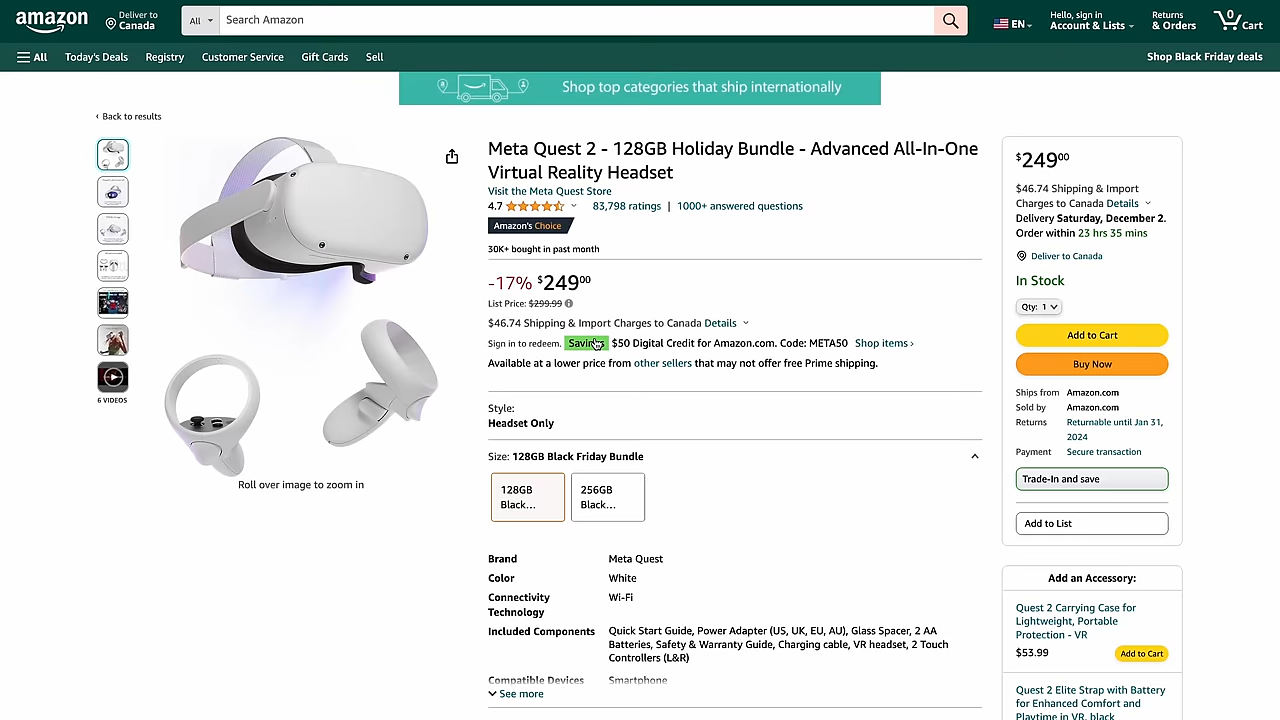 amazon
Deliver to
Canada
All
Search Amazon
EN
Hello, sign in
Account & Lists
Returns
& Orders
0
Cart
All
Today's Deals
Registry
Customer Service
Gift Cards
Sell
Shop Black Friday deals
Shop top categories that ship internationally
‹ Back to results
6 VIDEOS
Roll over image to zoom in
Meta Quest 2 - 128GB Holiday Bundle - Advanced All-In-One
Virtual Reality Headset
Visit the Meta Quest Store
4.7
83,798 ratings | 1000+ answered questions
Amazon's Choice
30K+ bought in past month
-17% $24900
List Price: $299.99
$46.74 Shipping & Import Charges to Canada Details
Sign in to redeem. Savings $50 Digital Credit for Amazon.com. Code: META50 Shop items ›
Available at a lower price from other sellers that may not offer free Prime shipping.
Style:
Headset Only
Size: 128GB Black Friday Bundle
128GB
Black...
256GB
Black...
Brand Meta Quest
Color White
Connectivity
Technology
Wi-Fi
Included Components
Quick Start Guide, Power Adapter (US, UK, EU, AU), Glass Spacer, 2 AA
Batteries, Safety & Warranty Guide, Charging cable, VR headset, 2 Touch
Controllers (L&R)
Compatible Devices Smartphone
See more
$24900
$46.74 Shipping & Import
Charges to Canada Details
Delivery Saturday, December 2.
Order within 23 hrs 35 mins
Deliver to Canada
In Stock
Qty: 1
Add to Cart
Buy Now
Ships from Amazon.com
Sold by Amazon.com
Returns Returnable until Jan 31,
2024
Payment Secure transaction
Trade-In and save
Add to List
Add an Accessory:
Quest 2 Carrying Case for
Lightweight, Portable
Protection - VR
$53.99
Add to Cart
Quest 2 Elite Strap with Battery
for Enhanced Comfort and
Playtime in VR, black